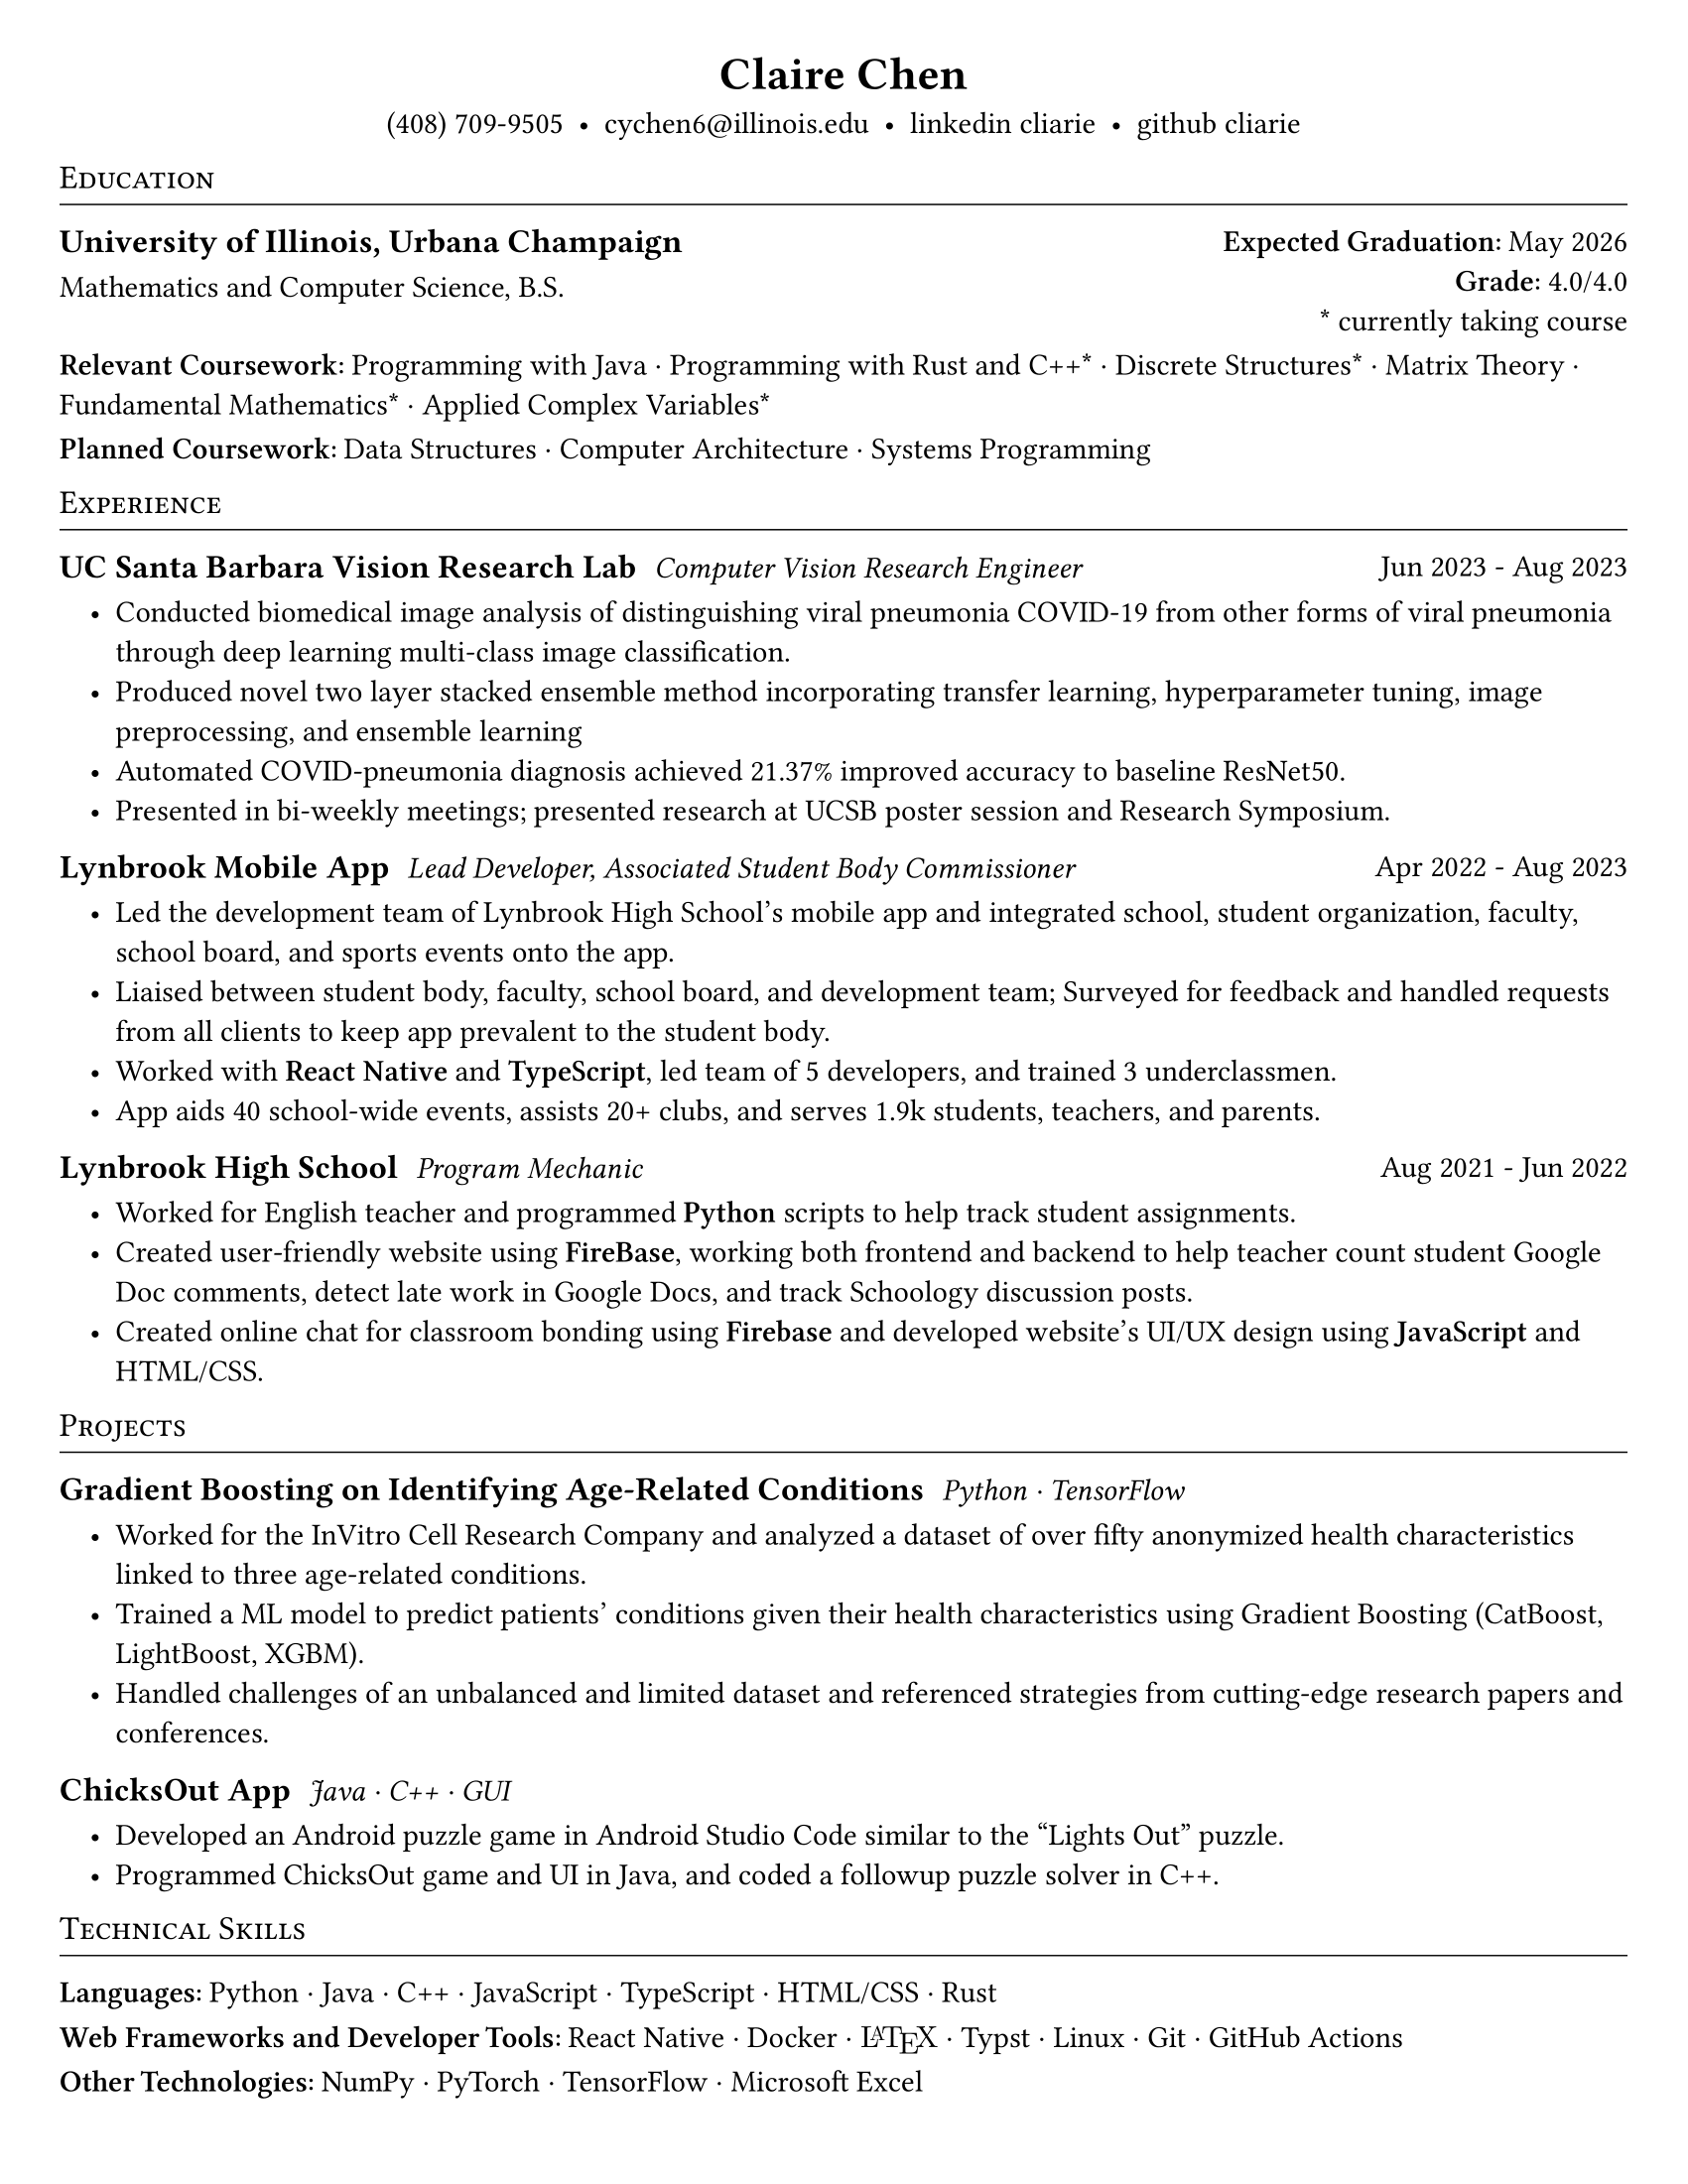 Claire Chen
(408) 709-9505 • cychen6@illinois.edu • linkedin cliarie • github cliarie
Education
University of Illinois, Urbana Champaign
Expected Graduation: May 2026
Mathematics and Computer Science, B.S.
Grade: 4.0/4.0
* currently taking course
Relevant Coursework: Programming with Java · Programming with Rust and C++* · Discrete Structures* · Matrix Theory ·
Fundamental Mathematics* · Applied Complex Variables*
Planned Coursework: Data Structures · Computer Architecture · Systems Programming
Experience
UC Santa Barbara Vision Research Lab Computer Vision Research Engineer Jun 2023 - Aug 2023
• Conducted biomedical image analysis of distinguishing viral pneumonia COVID-19 from other forms of viral pneumonia
through deep learning multi-class image classification.
• Produced novel two layer stacked ensemble method incorporating transfer learning, hyperparameter tuning, image
preprocessing, and ensemble learning
• Automated COVID-pneumonia diagnosis achieved 21.37% improved accuracy to baseline ResNet50.
• Presented in bi-weekly meetings; presented research at UCSB poster session and Research Symposium.
Lynbrook Mobile App Lead Developer, Associated Student Body Commissioner Apr 2022 - Aug 2023
• Led the development team of Lynbrook High School’s mobile app and integrated school, student organization, faculty,
school board, and sports events onto the app.
• Liaised between student body, faculty, school board, and development team; Surveyed for feedback and handled requests
from all clients to keep app prevalent to the student body.
• Worked with React Native and TypeScript, led team of 5 developers, and trained 3 underclassmen.
• App aids 40 school-wide events, assists 20+ clubs, and serves 1.9k students, teachers, and parents.
Lynbrook High School Program Mechanic Aug 2021 - Jun 2022
• Worked for English teacher and programmed Python scripts to help track student assignments.
• Created user-friendly website using FireBase, working both frontend and backend to help teacher count student Google
Doc comments, detect late work in Google Docs, and track Schoology discussion posts.
• Created online chat for classroom bonding using Firebase and developed website’s UI/UX design using JavaScript and
HTML/CSS.
Projects
Gradient Boosting on Identifying Age-Related Conditions Python · TensorFlow
• Worked for the InVitro Cell Research Company and analyzed a dataset of over fifty anonymized health characteristics
linked to three age-related conditions.
• Trained a ML model to predict patients’ conditions given their health characteristics using Gradient Boosting (CatBoost,
LightBoost, XGBM).
• Handled challenges of an unbalanced and limited dataset and referenced strategies from cutting-edge research papers and
conferences.
ChicksOut App Java · C++ · GUI
• Developed an Android puzzle game in Android Studio Code similar to the “Lights Out” puzzle.
• Programmed ChicksOut game and UI in Java, and coded a followup puzzle solver in C++.
Technical Skills
Languages: Python · Java · C++ · JavaScript · TypeScript · HTML/CSS · Rust
Web Frameworks and Developer Tools: React Native · Docker · LATEX · Typst · Linux · Git · GitHub Actions
Other Technologies: NumPy · PyTorch · TensorFlow · Microsoft Excel